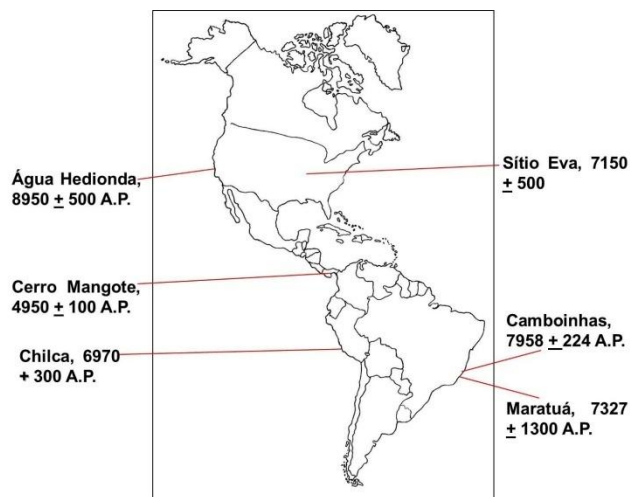 Água Hedionda,
8950 ± 500 A.P.
Sítio Eva, 7150
± 500
Cerro Mangote,
4950 ± 100 A.P.
Chilca, 6970
+ 300 A.P.
Camboinhas,
7958 ± 224 A.P.
Maratuá, 7327
± 1300 A.P.